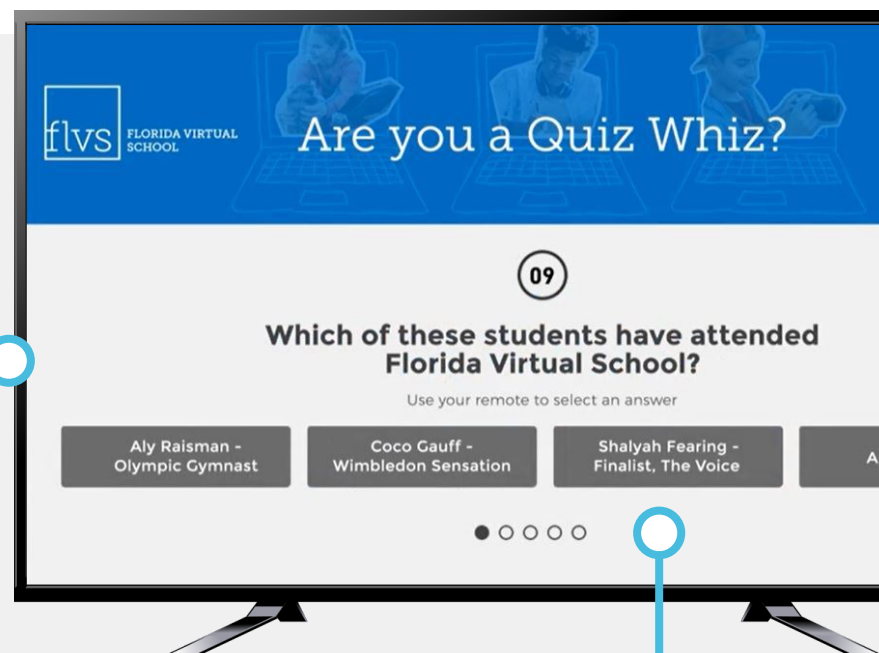 flvs
FLORIDA VIRTUAL
SCHOOL
Are you a Quiz Whiz?
09
Which of these students have attended
Florida Virtual School?
Use your remote to select an answer
Aly Raisman -
Olympic Gymnast
Coco Gauff -
Wimbledon Sensation
Shalyah Fearing -
Finalist, The Voice
A